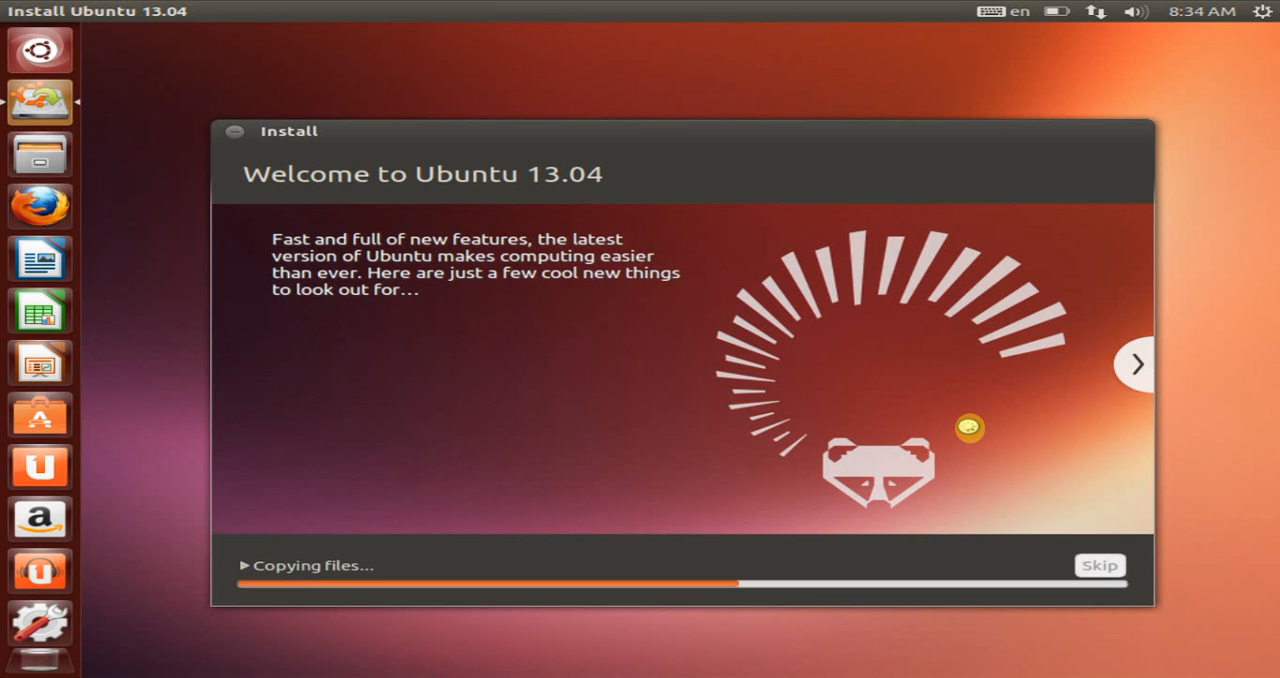 Install Ubuntu 13.04
en
8:34 AM
Install
Welcome to Ubuntu 13.04
Fast and full of new features, the latest
version of Ubuntu makes computing easier
than ever. Here are just a few cool new things
to look out for...
Copying files...
Skip